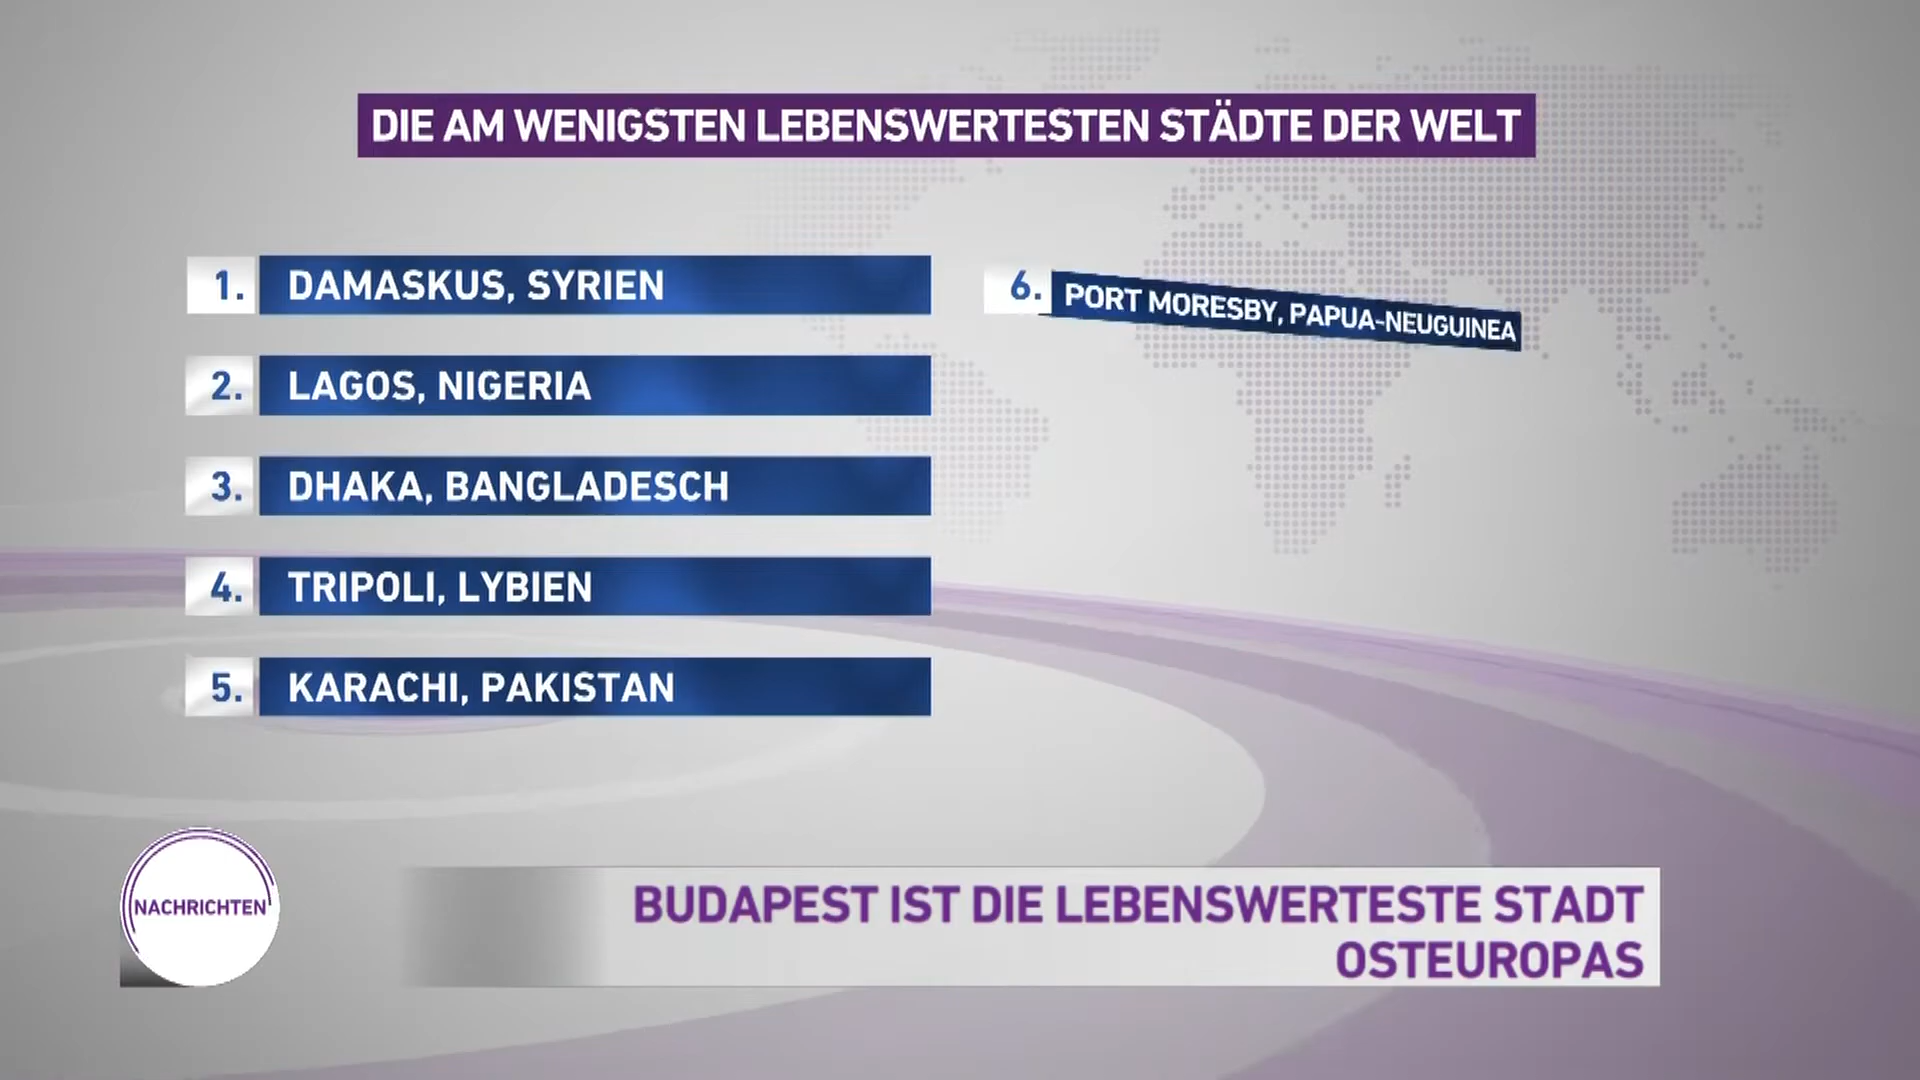 DIE AM WENIGSTEN LEBENSWERTESTEN STÄDTE DER WELT
1. DAMASKUS, SYRIEN
2. LAGOS, NIGERIA
3. DHAKA, BANGLADESCH
4. TRIPOLI, LYBIEN
5. KARACHI, PAKISTAN
6. PORT MORESBY, PAPUA-NEUGUINEA
NACHRICHTEN
BUDAPEST IST DIE LEBENSWERTESTE STADT
OSTEUROPAS